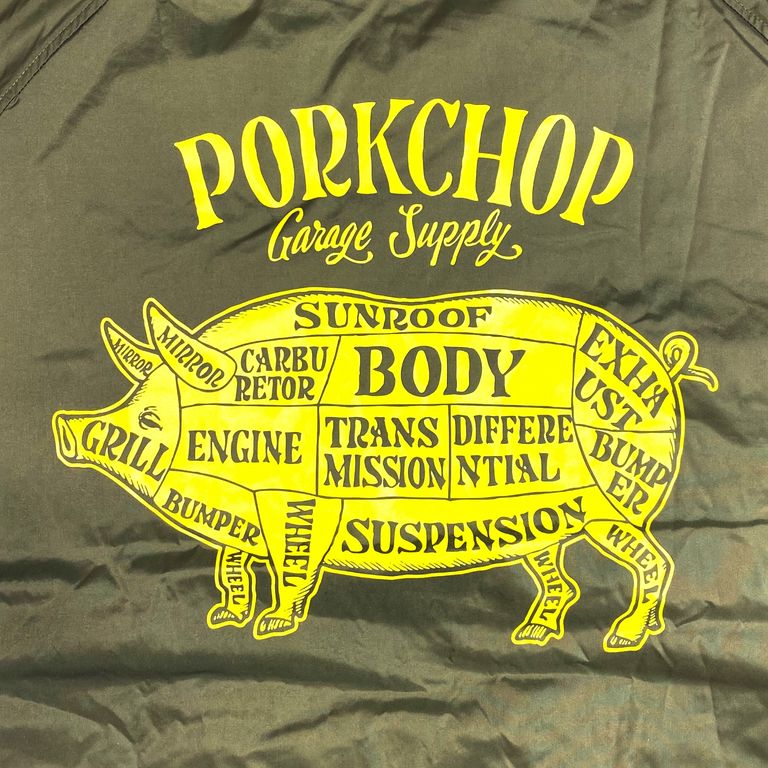 PORKCHOP
Garage Supply
SUNROOF
MIRROR
MIRROR
CARBU
RETOR
BODY
EXHA
UST
GRILL
ENGINE
TRANS
MISSION
DIFFERE
NTIAL
BUMP
ER
BUMPER
WHEEL
WHEEL
SUSPENSION
WHEEL
WHEEL